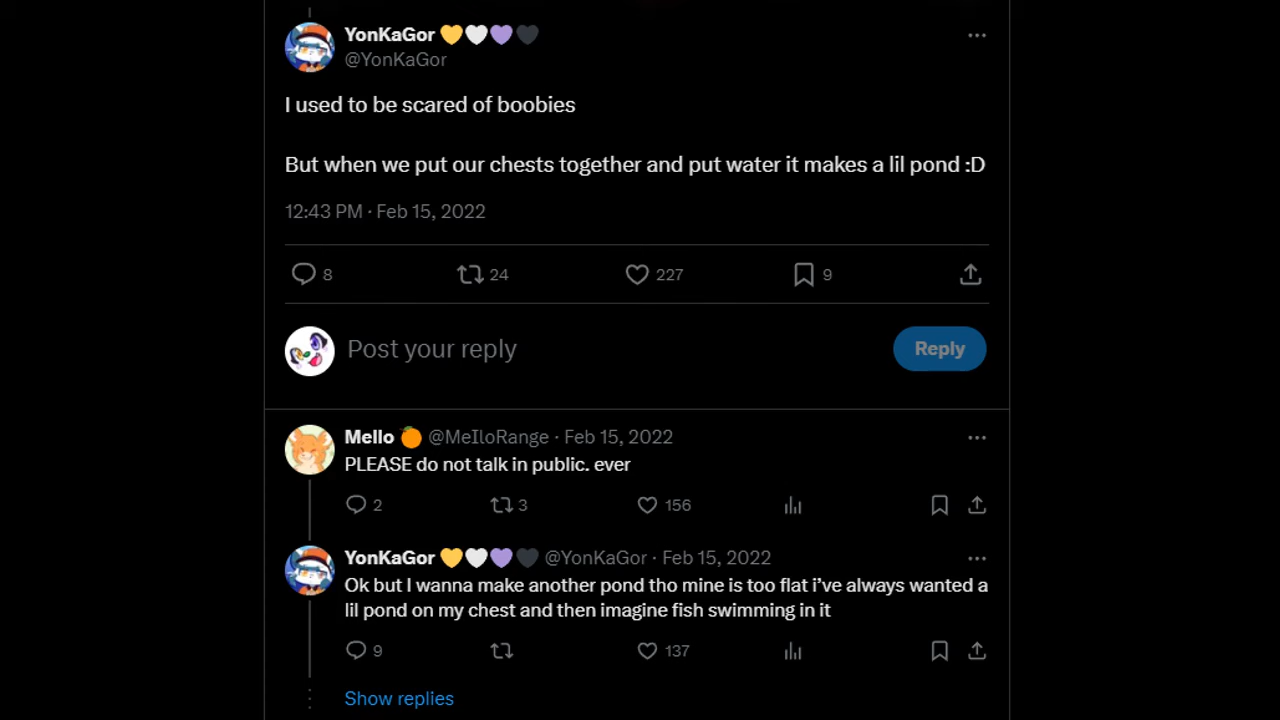 YonKaGor 💛🤍💜🖤
@YonKaGor
I used to be scared of boobies
But when we put our chests together and put water it makes a lil pond :D
12:43 PM · Feb 15, 2022
8 24 227 9
Post your reply
Reply
Mello 🍊 @MeIloRange · Feb 15, 2022
PLEASE do not talk in public. ever
2 3 156
YonKaGor 💛🤍💜🖤 @YonKaGor · Feb 15, 2022
Ok but I wanna make another pond tho mine is too flat i've always wanted a
lil pond on my chest and then imagine fish swimming in it
9 137
Show replies